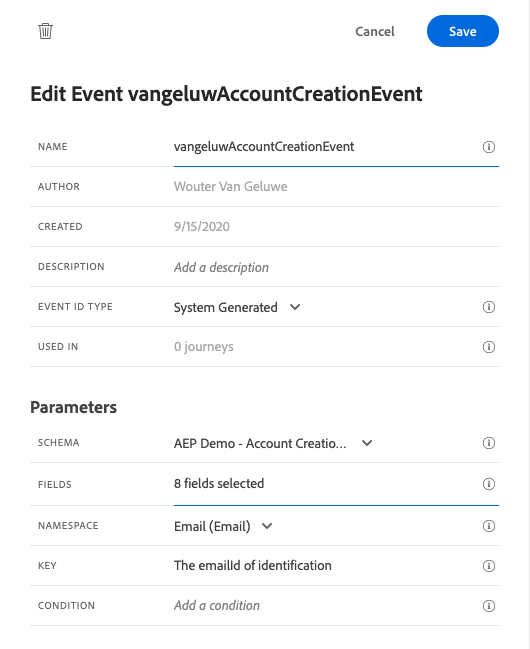 Cancel Save
Edit Event vangeluwAccountCreationEvent
NAME vangeluwAccountCreationEvent
AUTHOR Wouter Van Geluwe
CREATED 9/15/2020
DESCRIPTION Add a description
EVENT ID TYPE System Generated
USED IN 0 journeys
Parameters
SCHEMA AEP Demo - Account Creatio...
FIELDS 8 fields selected
NAMESPACE Email (Email)
KEY The emailId of identification
CONDITION Add a condition